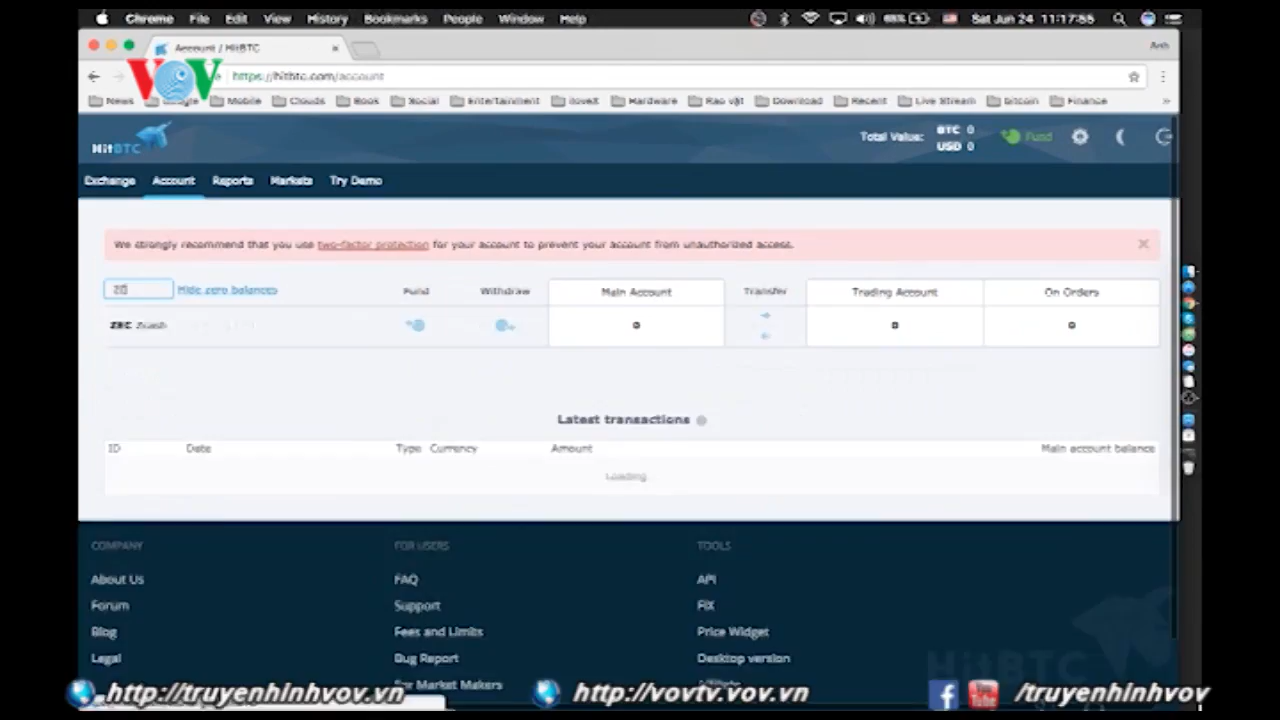 Chrome File Edit View History Bookmarks People Window Help Sat Jun 24 11:17:55
Account / HitBTC Anh
VOV
https://hitbtc.com/account
News Google Mobile Clouds Book Social Entertainment Hardware Rao vặt Download Recent Live Stream bitcoin Finance »
HitBTC Total Value: BTC 0 Fund
USD 0
Exchange Account Reports Markets Try Demo
We strongly recommend that you use two-factor protection for your account to prevent your account from unauthorized access.
Hide zero balances Fund Withdraw Main Account Transfer Trading Account On Orders
ZEC Zcash 0 0 0
Latest transactions
ID Date Type Currency Amount Main account balance
Loading
COMPANY FOR USERS TOOLS
About Us FAQ API
Forum Support FIX
Blog Fees and Limits Price Widget
Legal Bug Report Desktop version
For Market Makers Affiliate
HitBTC
http://truyenhinhvov.vn http://vovtv.vov.vn /truyenhinhvov